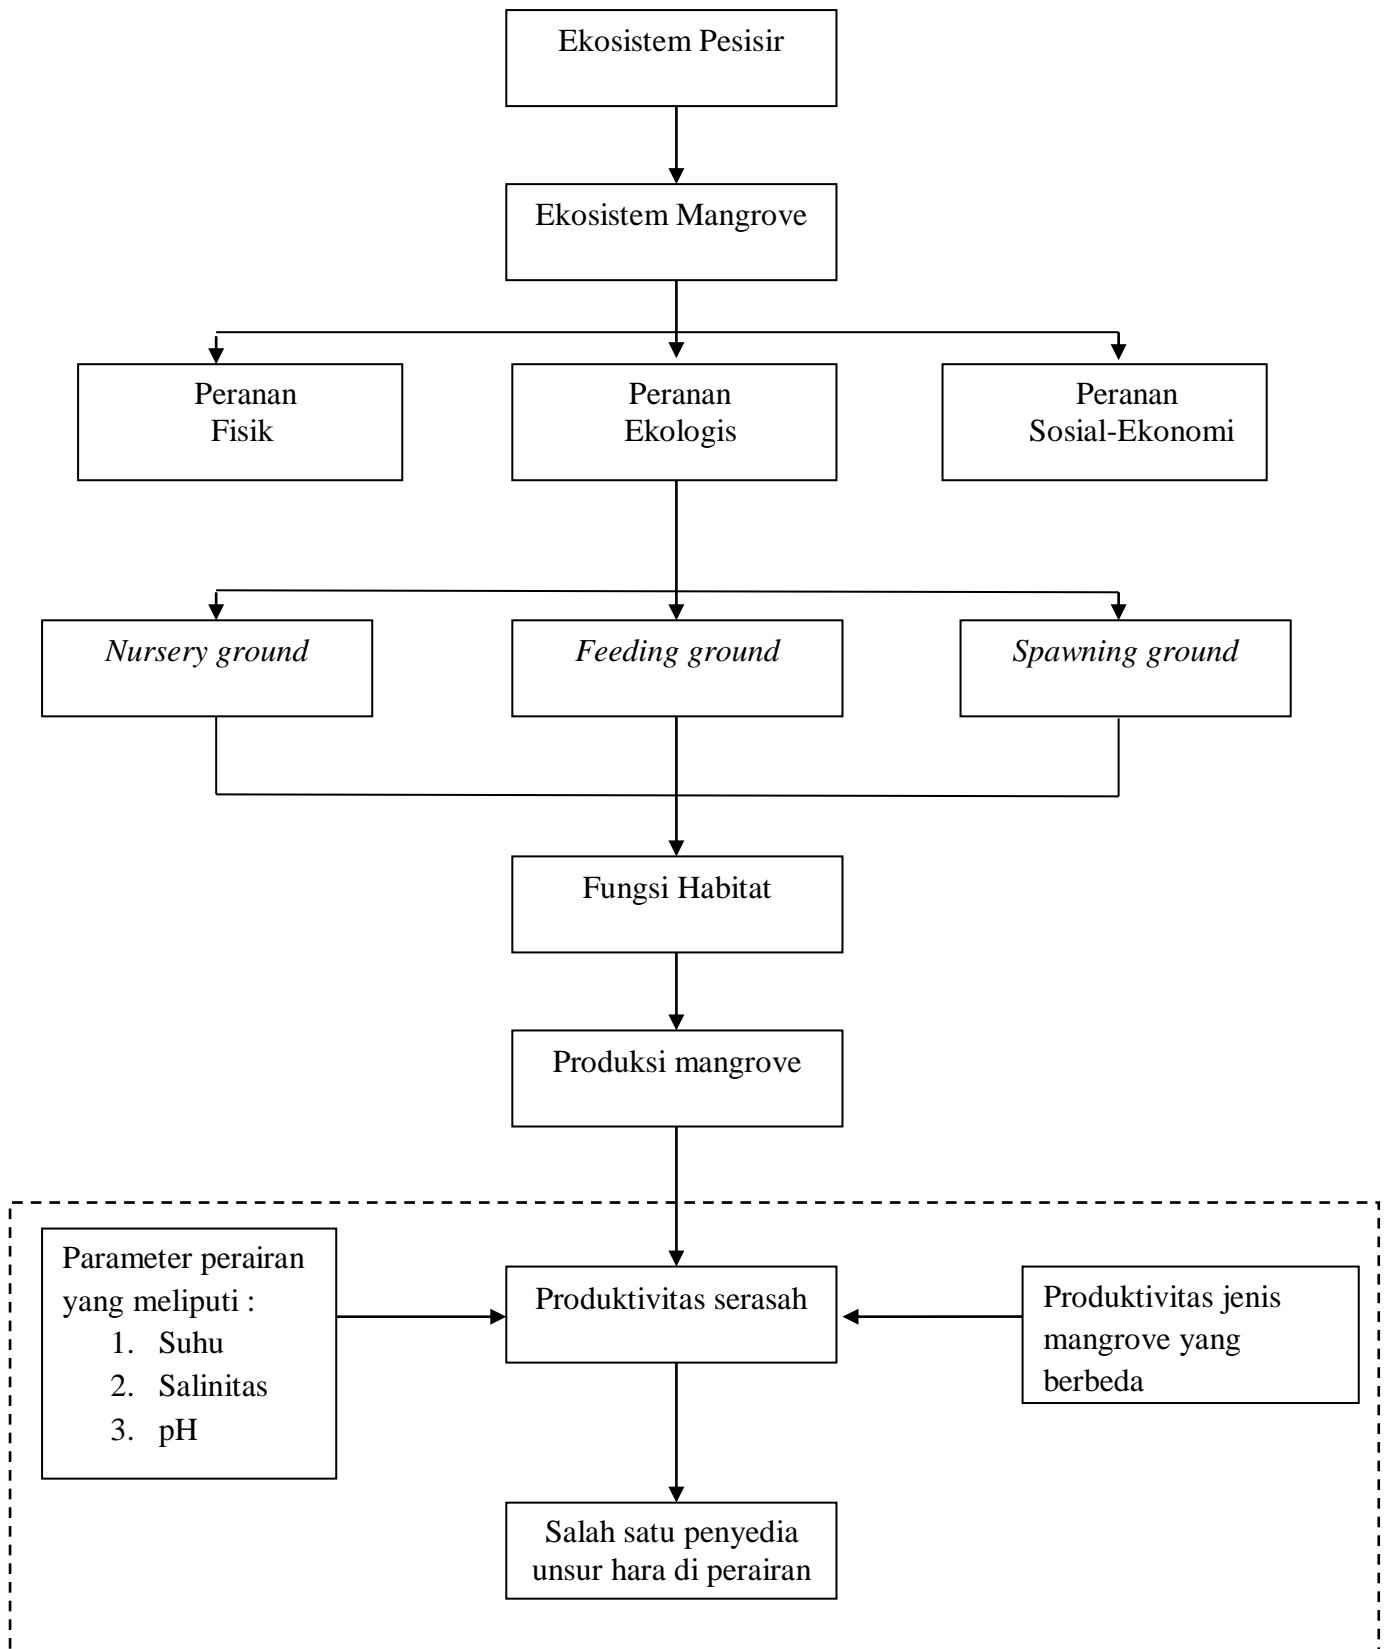 Ekosistem Pesisir
Ekosistem Mangrove
Peranan
Fisik
Peranan
Ekologis
Peranan
Sosial-Ekonomi
Nursery ground
Feeding ground
Spawning ground
Fungsi Habitat
Produksi mangrove
Parameter perairan
yang meliputi :
1. Suhu
2. Salinitas
3. pH
Produktivitas serasah
Produktivitas jenis
mangrove yang
berbeda
Salah satu penyedia
unsur hara di perairan